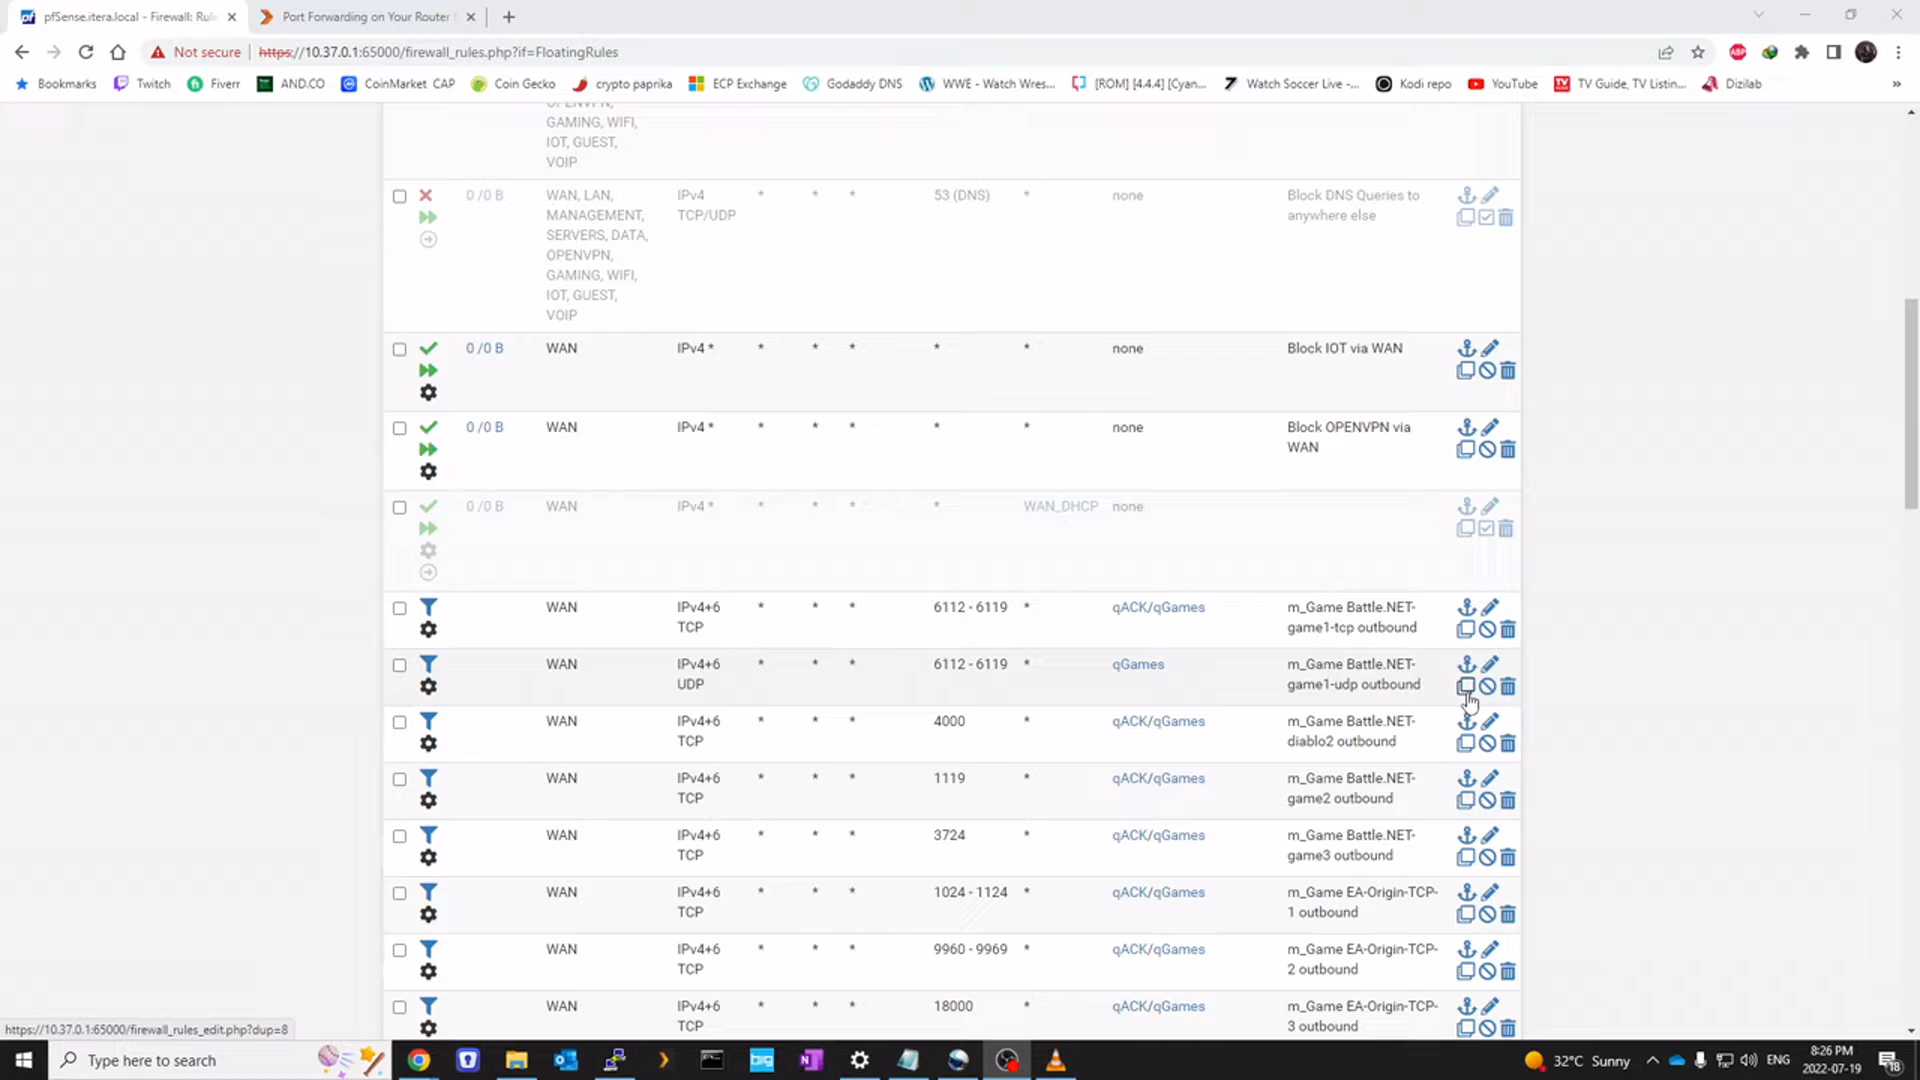 pfSense.itera.local - Firewall: Rule
Port Forwarding on Your Router
Not secure
https://10.37.0.1:65000/firewall_rules.php?if=FloatingRules
Bookmarks Twitch Fiverr AND.CO CoinMarket CAP Coin Gecko crypto paprika ECP Exchange Godaddy DNS WWE - Watch Wres... [ROM] [4.4.4] [Cyan... Watch Soccer Live -... Kodi repo YouTube TV Guide, TV Listin... Dizilab »
OPENVPN,
GAMING, WIFI,
IOT, GUEST,
VOIP
0 /0 B WAN, LAN, IPv4 * * * 53 (DNS) * none Block DNS Queries to
MANAGEMENT, TCP/UDP anywhere else
SERVERS, DATA,
OPENVPN,
GAMING, WIFI,
IOT, GUEST,
VOIP
0 /0 B WAN IPv4 * * * * * * none Block IOT via WAN
0 /0 B WAN IPv4 * * * * * * none Block OPENVPN via
WAN
0 /0 B WAN IPv4 * * * * * WAN_DHCP none
WAN IPv4+6 * * * 6112 - 6119 * qACK/qGames m_Game Battle.NET-
TCP game1-tcp outbound
WAN IPv4+6 * * * 6112 - 6119 * qGames m_Game Battle.NET-
UDP game1-udp outbound
WAN IPv4+6 * * * 4000 * qACK/qGames m_Game Battle.NET-
TCP diablo2 outbound
WAN IPv4+6 * * * 1119 * qACK/qGames m_Game Battle.NET-
TCP game2 outbound
WAN IPv4+6 * * * 3724 * qACK/qGames m_Game Battle.NET-
TCP game3 outbound
WAN IPv4+6 * * * 1024 - 1124 * qACK/qGames m_Game EA-Origin-TCP-
TCP 1 outbound
WAN IPv4+6 * * * 9960 - 9969 * qACK/qGames m_Game EA-Origin-TCP-
TCP 2 outbound
WAN IPv4+6 * * * 18000 * qACK/qGames m_Game EA-Origin-TCP-
TCP 3 outbound
https://10.37.0.1:65000/firewall_rules_edit.php?dup=8
Type here to search
32°C Sunny
ENG
8:26 PM
2022-07-19
18